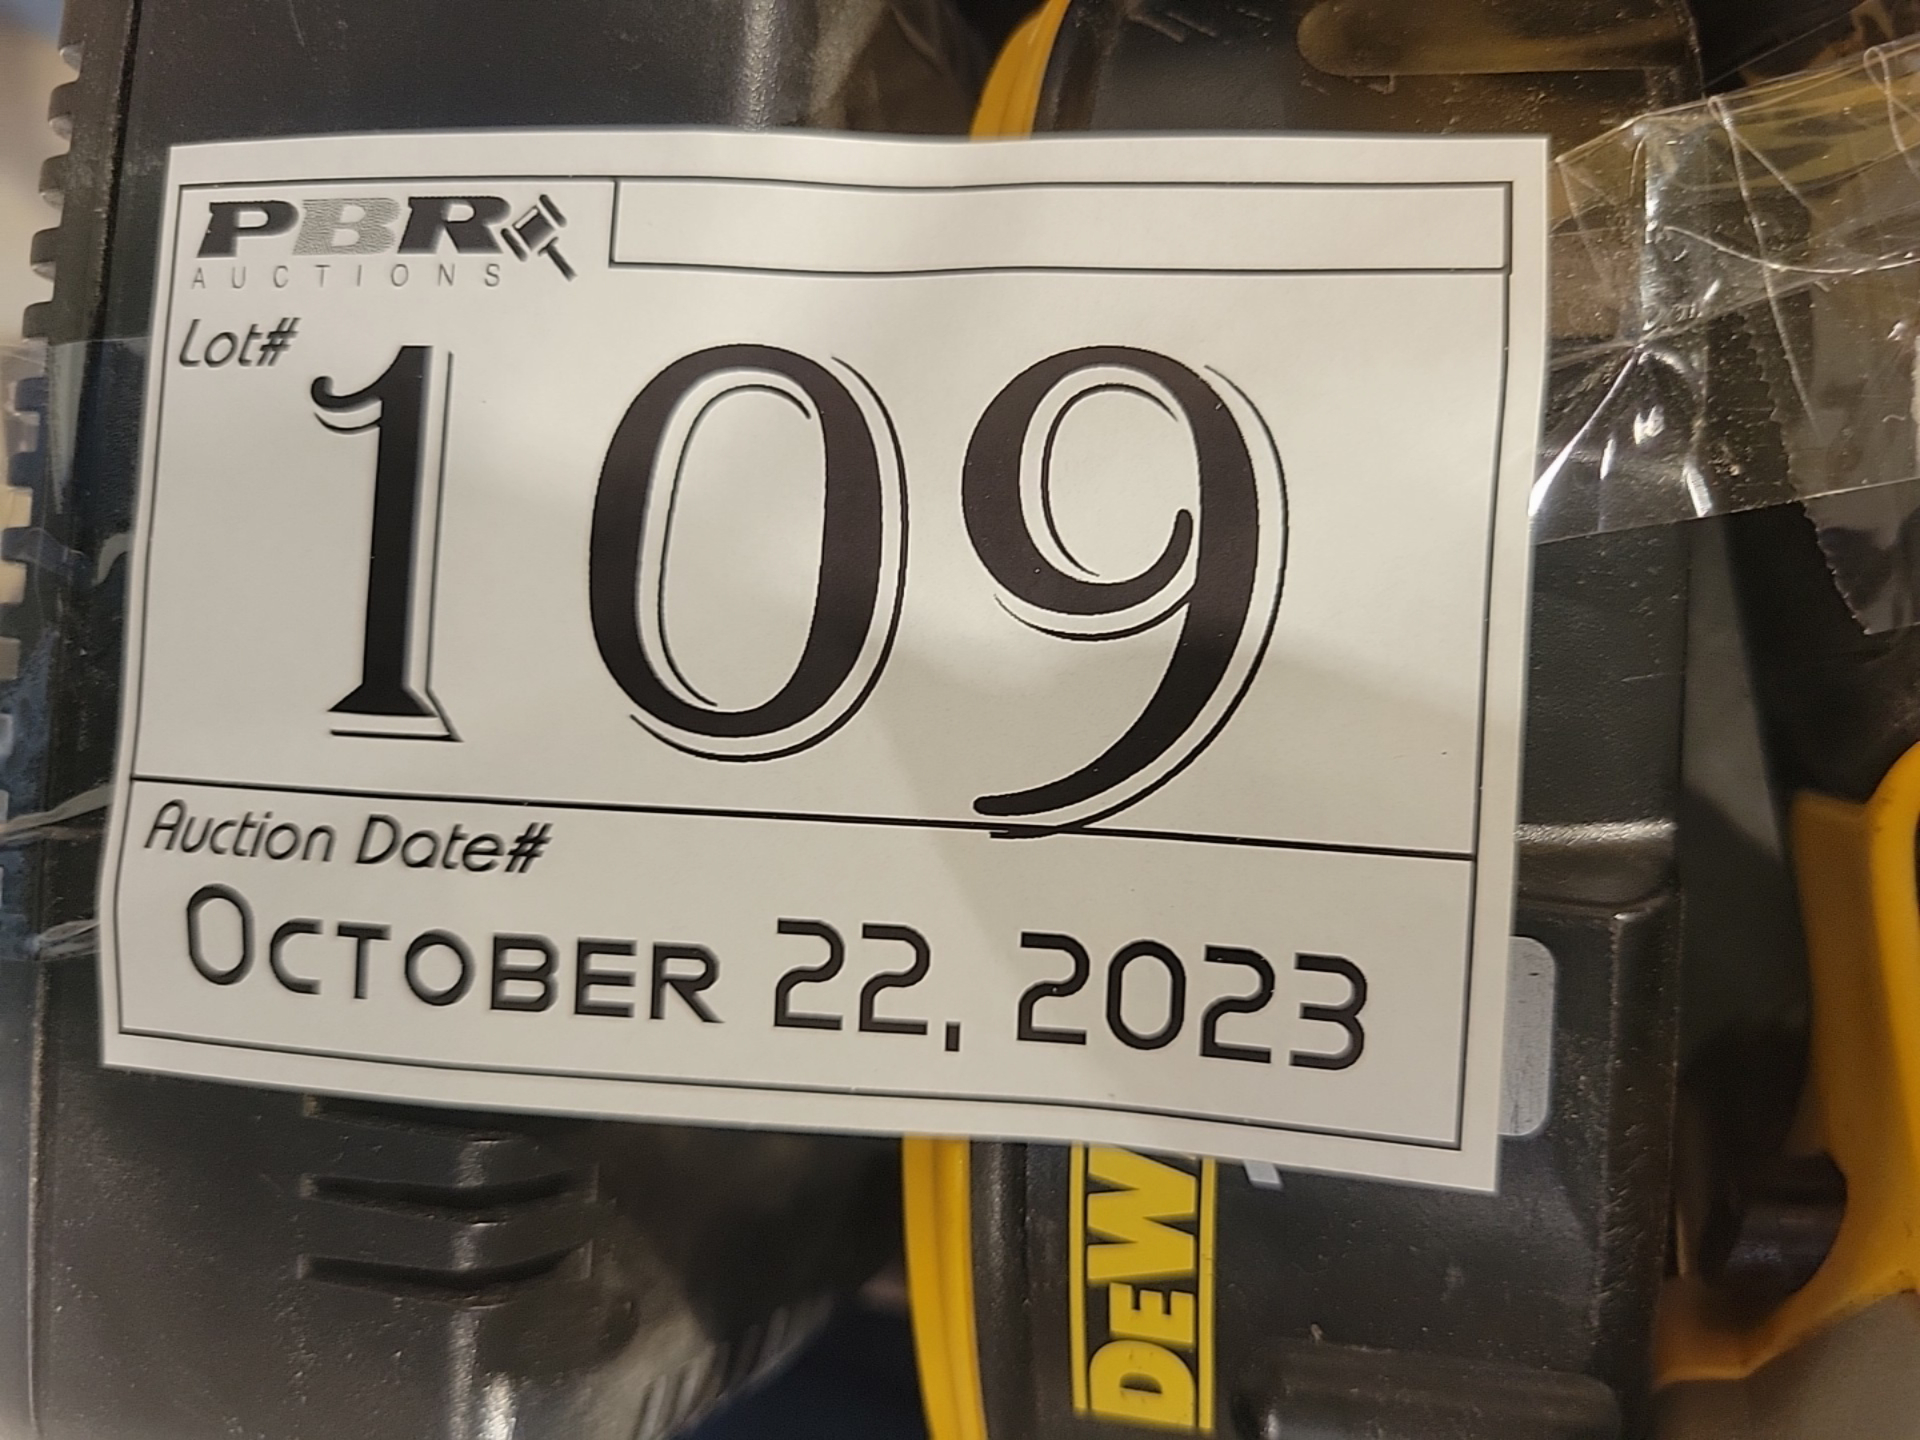 PBR
AUCTIONS
Lot#
109
Auction Date#
OCTOBER 22, 2023
DEW